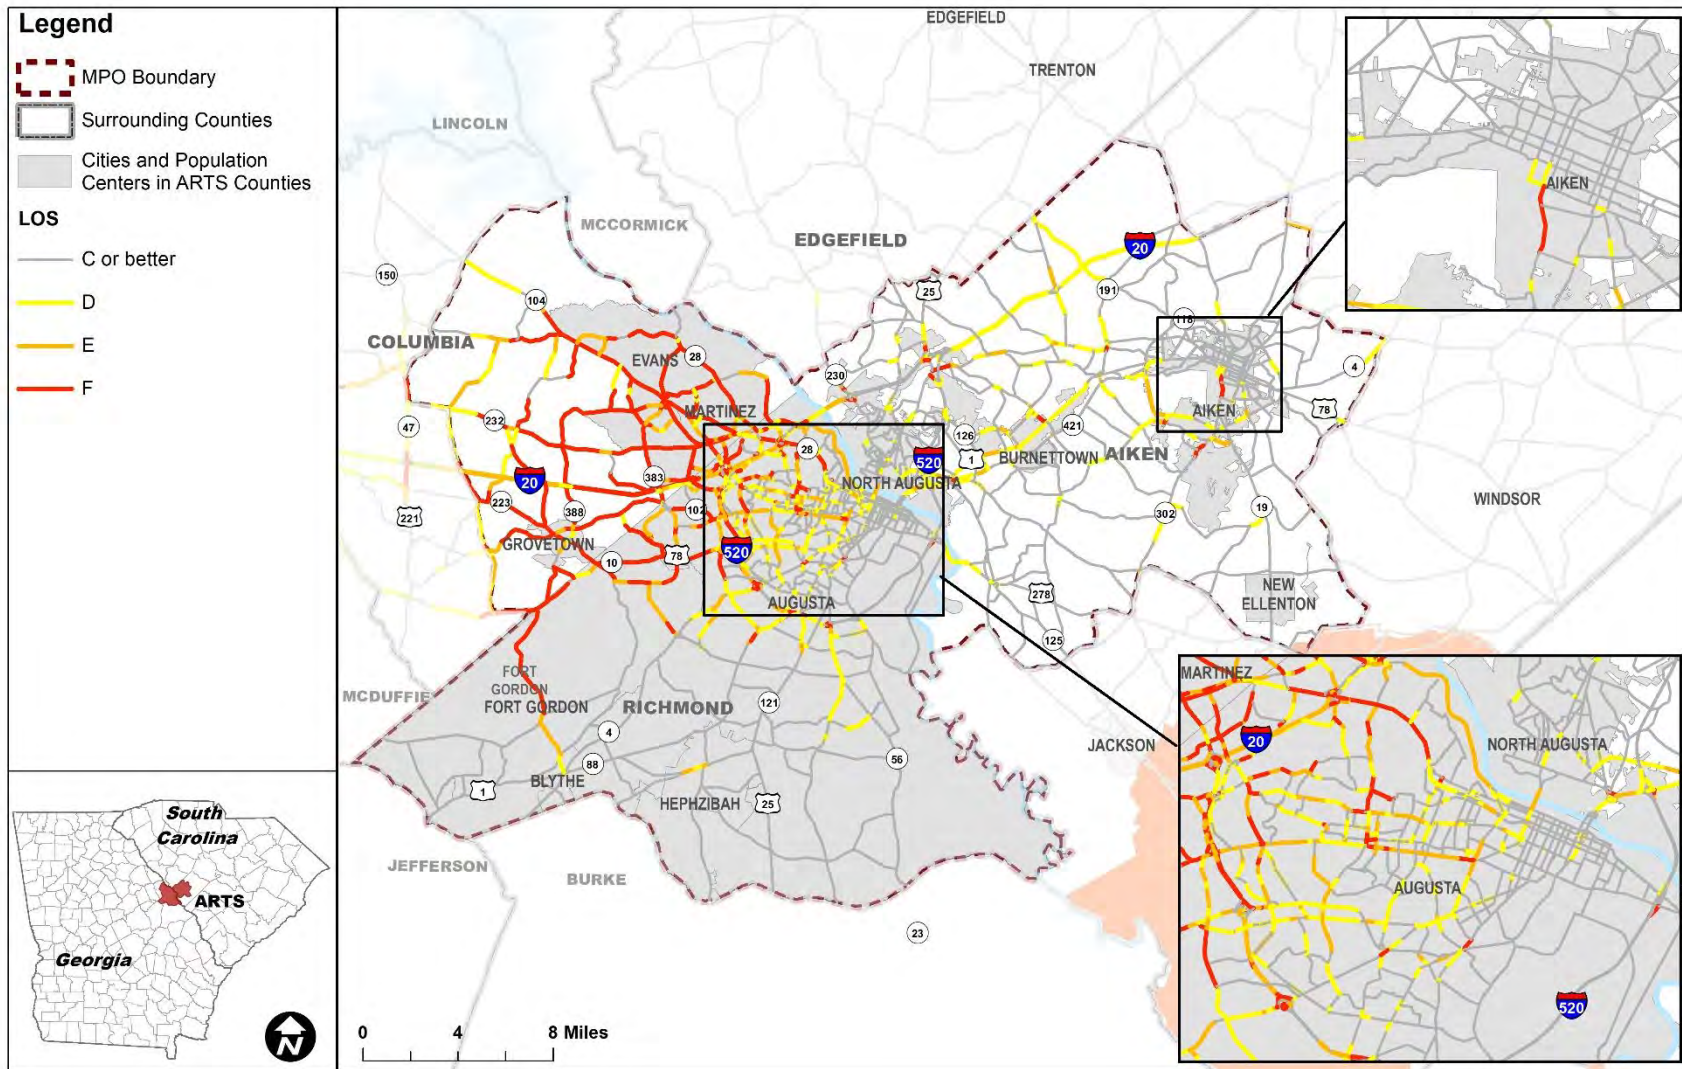 Legend
MPO Boundary
Surrounding Counties
Cities and Population
Centers in ARTS Counties
LOS
C or better
D
E
F
South
Carolina
ARTS
Georgia
N
EDGEFIELD
TRENTON
LINCOLN
MCCORMICK
EDGEFIELD
20
150
25
191
104
118
COLUMBIA
EVANS
28
230
4
MARTINEZ
AIKEN
78
232
47
126
421
28
BURNETTOWN
AIKEN
1
520
383
20
NORTH AUGUSTA
WINDSOR
223
388
102
221
302
19
GROVETOWN
520
78
10
NEW
ELLENTON
278
AUGUSTA
125
FORT
GORDON
MCDUFFIE
FORT GORDON
RICHMOND
121
4
JACKSON
56
88
BLYTHE
1
HEPHZIBAH
25
JEFFERSON
BURKE
23
0
4
8 Miles
AIKEN
MARTINEZ
20
NORTH AUGUSTA
AUGUSTA
520